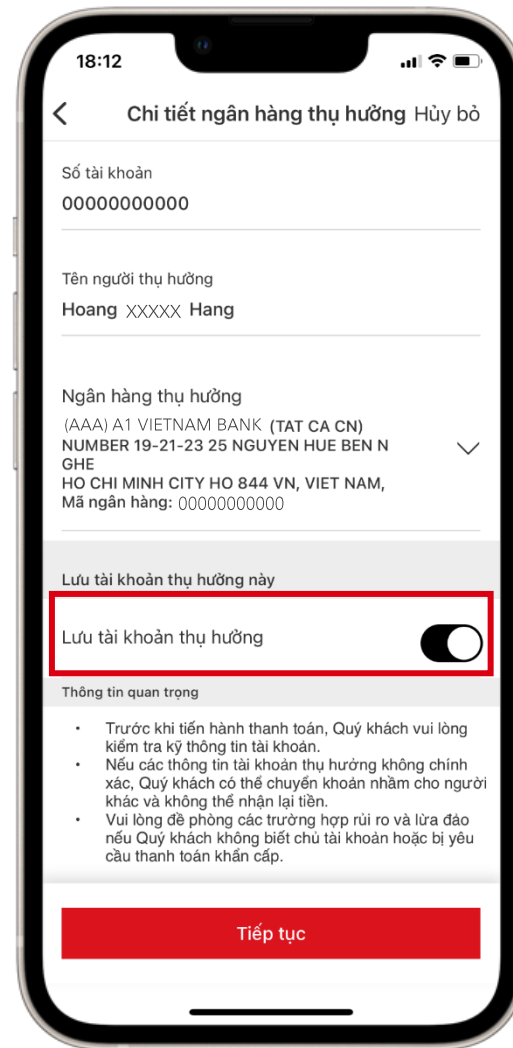 18:12
Chi tiết ngân hàng thụ hưởng Hủy bỏ
Số tài khoản
00000000000
Tên người thụ hưởng
Hoang XXXXX Hang
Ngân hàng thụ hưởng
(AAA) A1 VIETNAM BANK (TAT CA CN)
NUMBER 19-21-23 25 NGUYEN HUE BEN N
GHE
HO CHI MINH CITY HO 844 VN, VIET NAM,
Mã ngân hàng: 00000000000
Lưu tài khoản thụ hưởng này
Lưu tài khoản thụ hưởng
Thông tin quan trọng
• Trước khi tiến hành thanh toán, Quý khách vui lòng
kiểm tra kỹ thông tin tài khoản.
• Nếu các thông tin tài khoản thụ hưởng không chính
xác, Quý khách có thể chuyển khoản nhầm cho người
khác và không thể nhận lại tiền.
• Vui lòng đề phòng các trường hợp rủi ro và lừa đảo
nếu Quý khách không biết chủ tài khoản hoặc bị yêu
cầu thanh toán khẩn cấp.
Tiếp tục